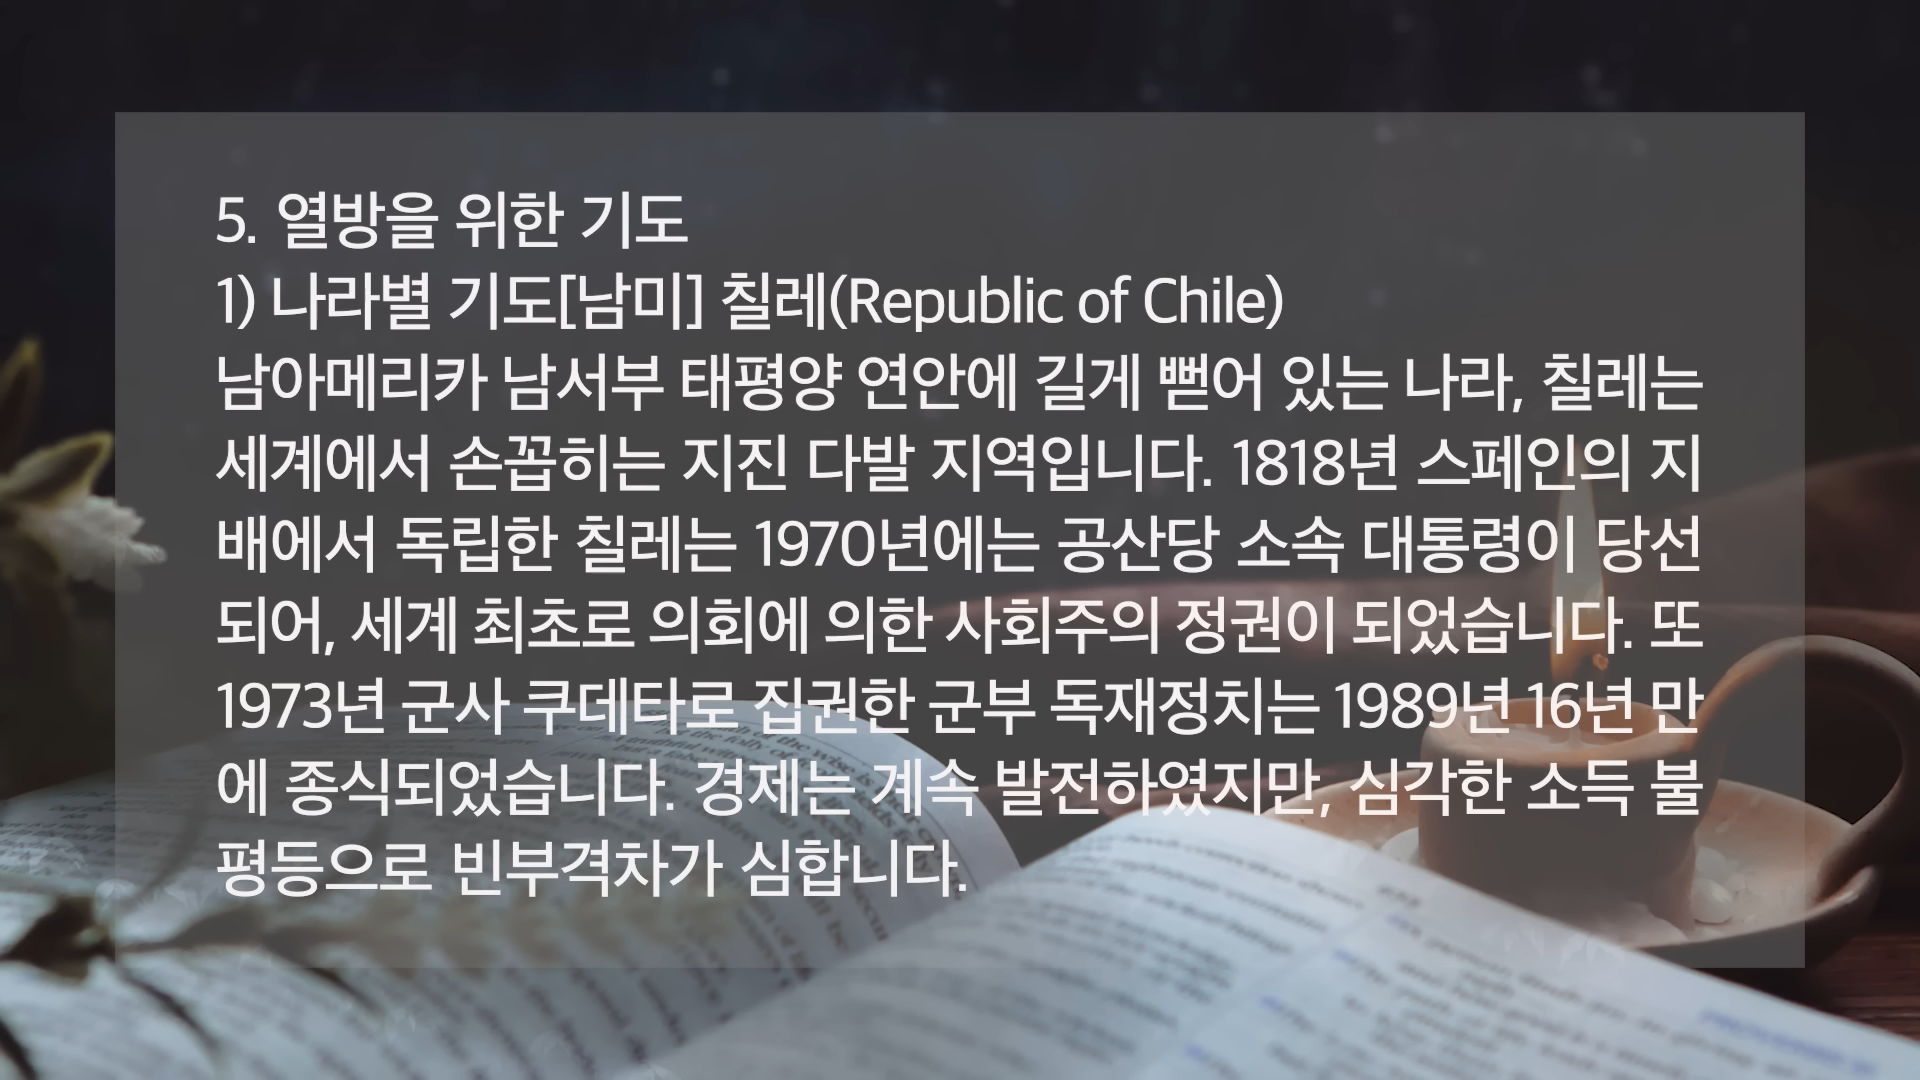 5. 열방을 위한 기도
1) 나라별 기도[남미] 칠레(Republic of Chile)
남아메리카 남서부 태평양 연안에 길게 뻗어 있는 나라, 칠레는
세계에서 손꼽히는 지진 다발 지역입니다. 1818년 스페인의 지
배에서 독립한 칠레는 1970년에는 공산당 소속 대통령이 당선
되어, 세계 최초로 의회에 의한 사회주의 정권이 되었습니다. 또
1973년 군사 쿠데타로 집권한 군부 독재정치는 1989년 16년 만
에 종식되었습니다. 경제는 계속 발전하였지만, 심각한 소득 불
평등으로 빈부격차가 심합니다.